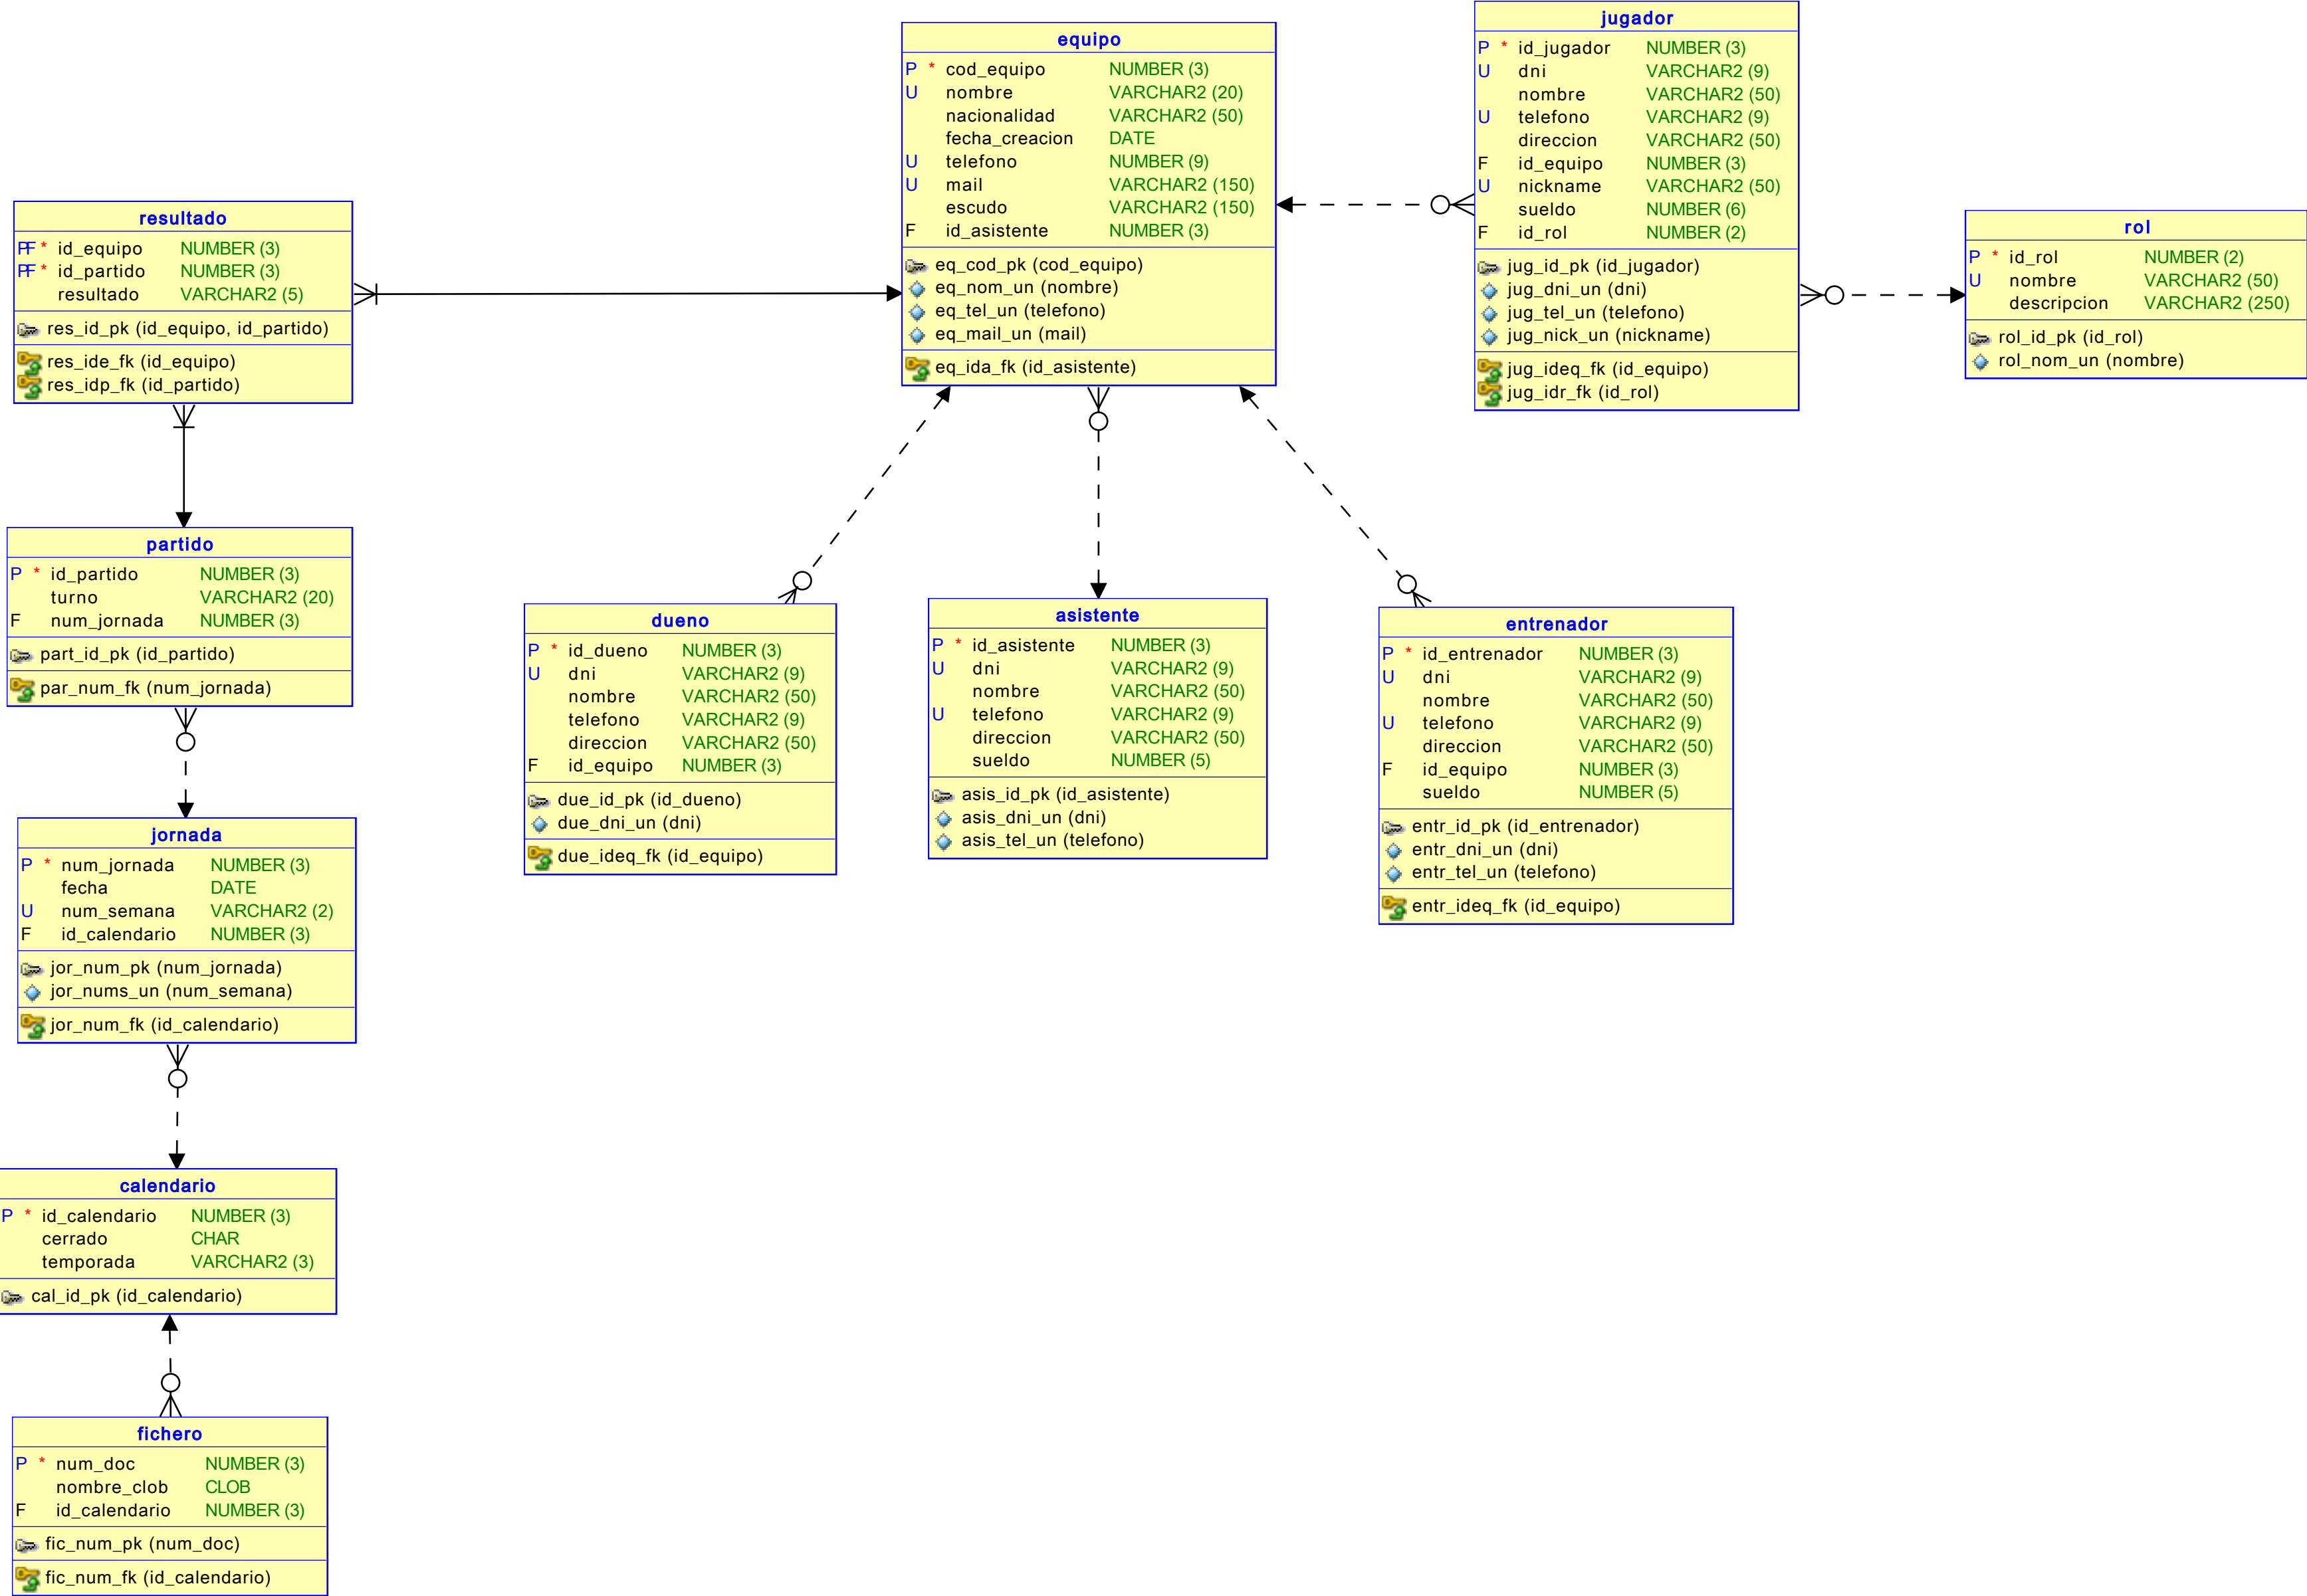 equipo
P * cod_equipo NUMBER (3)
U nombre VARCHAR2 (20)
nacionalidad VARCHAR2 (50)
fecha_creacion DATE
U telefono NUMBER (9)
U mail VARCHAR2 (150)
escudo VARCHAR2 (150)
F id_asistente NUMBER (3)
eq_cod_pk (cod_equipo)
eq_nom_un (nombre)
eq_tel_un (telefono)
eq_mail_un (mail)
eq_ida_fk (id_asistente)
jugador
P * id_jugador NUMBER (3)
U dni VARCHAR2 (9)
nombre VARCHAR2 (50)
U telefono VARCHAR2 (9)
direccion VARCHAR2 (50)
F id_equipo NUMBER (3)
U nickname VARCHAR2 (50)
sueldo NUMBER (6)
F id_rol NUMBER (2)
jug_id_pk (id_jugador)
jug_dni_un (dni)
jug_tel_un (telefono)
jug_nick_un (nickname)
jug_ideq_fk (id_equipo)
jug_idr_fk (id_rol)
rol
P * id_rol NUMBER (2)
U nombre VARCHAR2 (50)
descripcion VARCHAR2 (250)
rol_id_pk (id_rol)
rol_nom_un (nombre)
resultado
PF * id_equipo NUMBER (3)
PF * id_partido NUMBER (3)
resultado VARCHAR2 (5)
res_id_pk (id_equipo, id_partido)
res_ide_fk (id_equipo)
res_idp_fk (id_partido)
partido
P * id_partido NUMBER (3)
turno VARCHAR2 (20)
F num_jornada NUMBER (3)
part_id_pk (id_partido)
par_num_fk (num_jornada)
dueno
P * id_dueno NUMBER (3)
U dni VARCHAR2 (9)
nombre VARCHAR2 (50)
telefono VARCHAR2 (9)
direccion VARCHAR2 (50)
F id_equipo NUMBER (3)
due_id_pk (id_dueno)
due_dni_un (dni)
due_ideq_fk (id_equipo)
asistente
P * id_asistente NUMBER (3)
U dni VARCHAR2 (9)
nombre VARCHAR2 (50)
U telefono VARCHAR2 (9)
direccion VARCHAR2 (50)
sueldo NUMBER (5)
asis_id_pk (id_asistente)
asis_dni_un (dni)
asis_tel_un (telefono)
entrenador
P * id_entrenador NUMBER (3)
U dni VARCHAR2 (9)
nombre VARCHAR2 (50)
U telefono VARCHAR2 (9)
direccion VARCHAR2 (50)
F id_equipo NUMBER (3)
sueldo NUMBER (5)
entr_id_pk (id_entrenador)
entr_dni_un (dni)
entr_tel_un (telefono)
entr_ideq_fk (id_equipo)
jornada
P * num_jornada NUMBER (3)
fecha DATE
U num_semana VARCHAR2 (2)
F id_calendario NUMBER (3)
jor_num_pk (num_jornada)
jor_nums_un (num_semana)
jor_num_fk (id_calendario)
calendario
P * id_calendario NUMBER (3)
cerrado CHAR
temporada VARCHAR2 (3)
cal_id_pk (id_calendario)
fichero
P * num_doc NUMBER (3)
nombre_clob CLOB
F id_calendario NUMBER (3)
fic_num_pk (num_doc)
fic_num_fk (id_calendario)